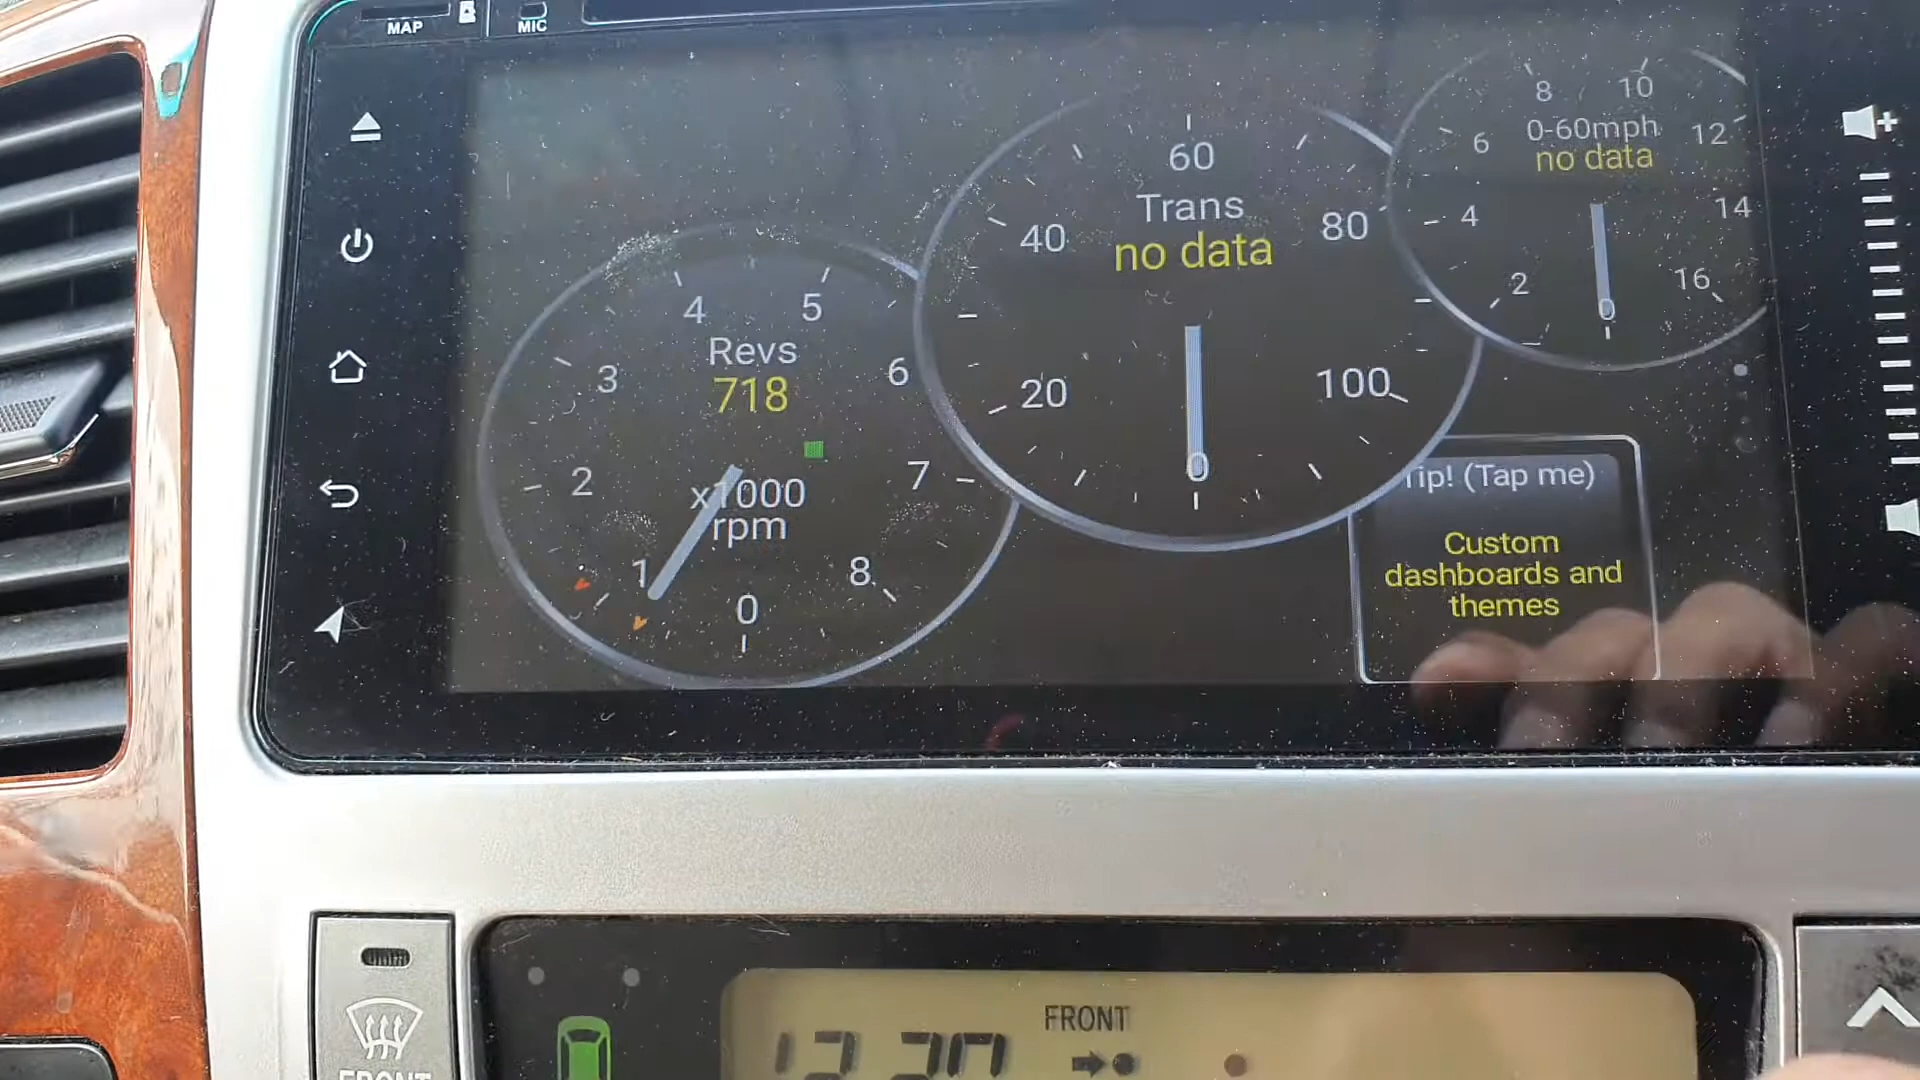 MAP
MIC
8 10
0-60mph
6 12
no data
4 14
2 16
0
60
Trans
40 80
no data
20 100
0
4 5
Revs
3 6
718
2 7
x1000
rpm
1 8
0
Tip! (Tap me)
Custom
dashboards and
themes
FRONT
FRONT